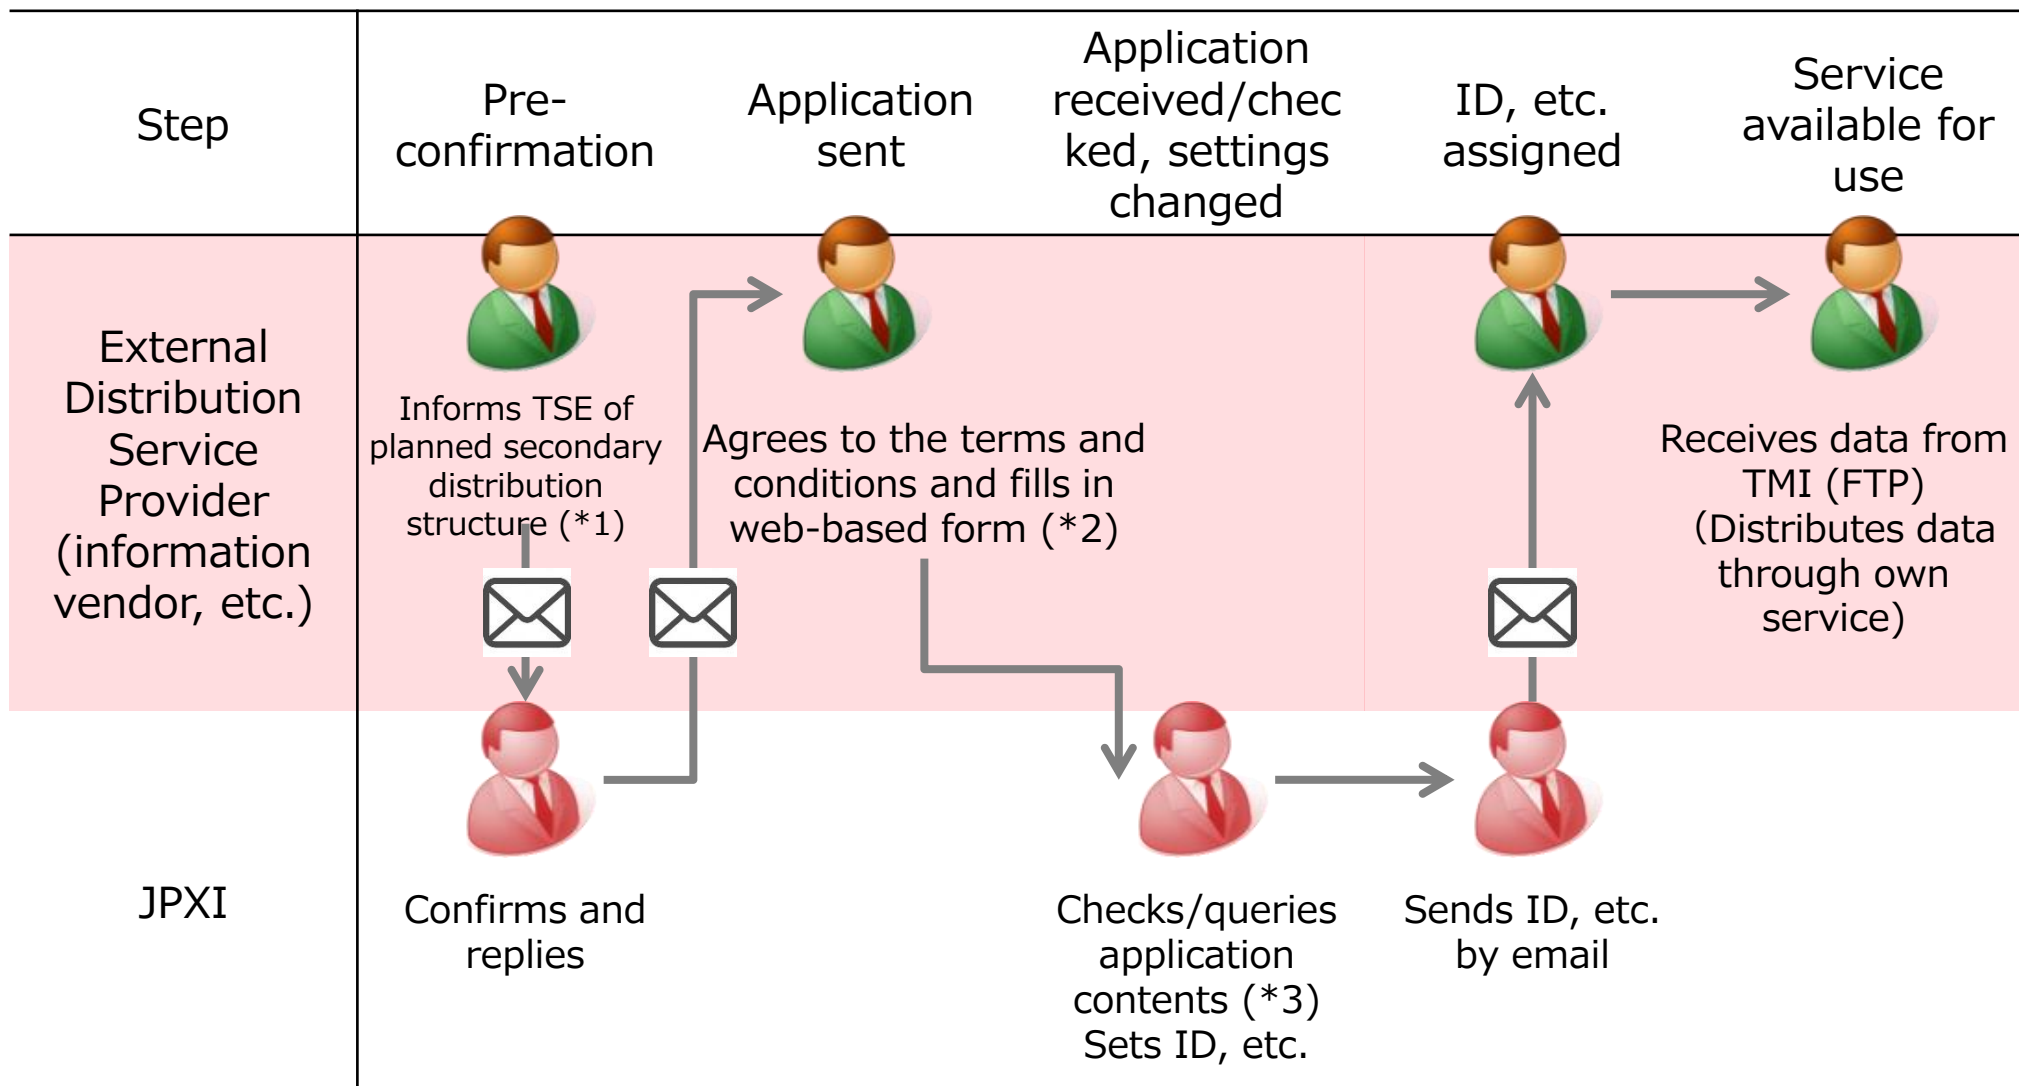 Step
Pre-
confirmation
Application
sent
Application
received/chec
ked, settings
changed
ID, etc.
assigned
Service
available for
use
External
Distribution
Service
Provider
(information
vendor, etc.)
Informs TSE of
planned secondary
distribution
structure (*1)
Agrees to the terms and
conditions and fills in
web-based form (*2)
Receives data from
TMI (FTP)
(Distributes data
through own
service)
JPXI
Confirms and
replies
Checks/queries
application
contents (*3)
Sets ID, etc.
Sends ID, etc.
by email